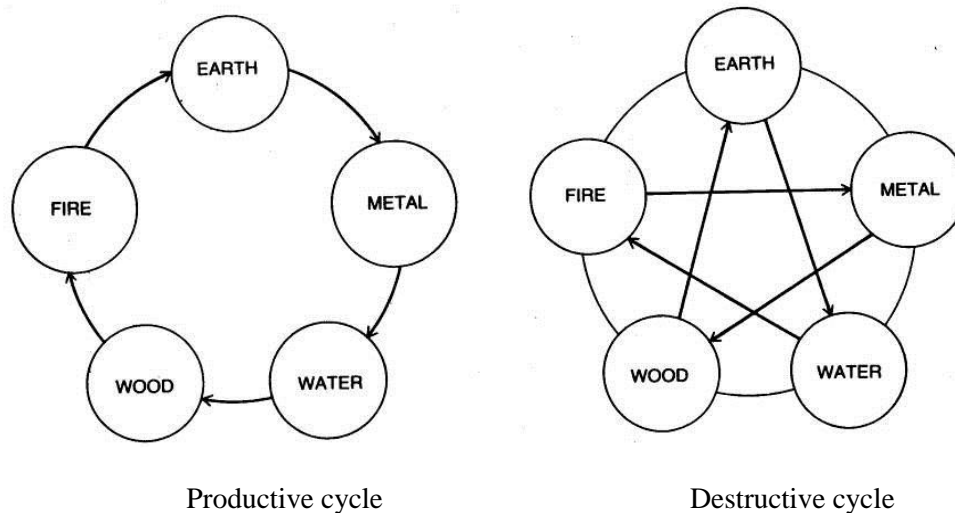 EARTH
METAL
WATER
WOOD
FIRE
EARTH
METAL
WATER
WOOD
FIRE
Productive cycle
Destructive cycle